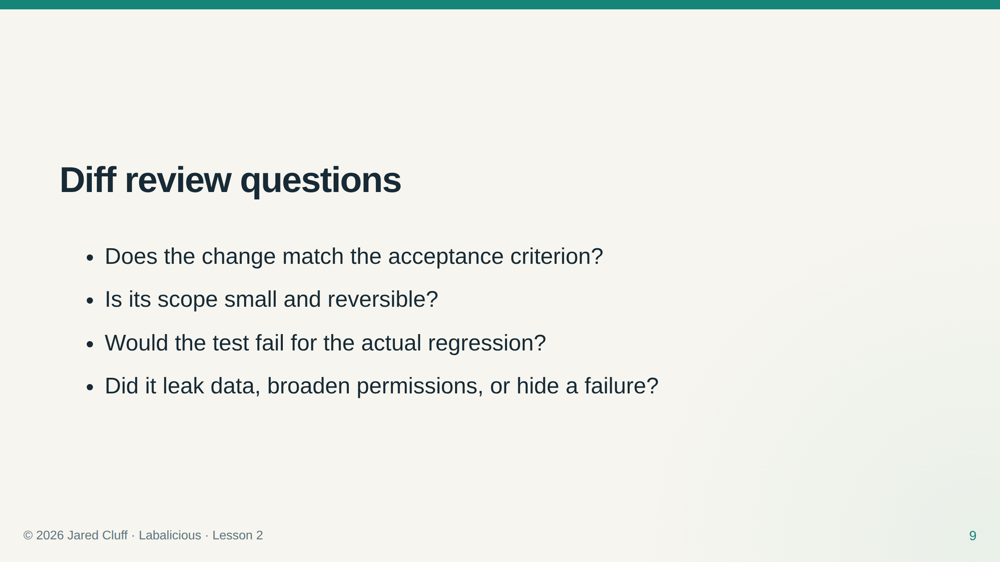 Diff review questions
• Does the change match the acceptance criterion?
• Is its scope small and reversible?
• Would the test fail for the actual regression?
• Did it leak data, broaden permissions, or hide a failure?
© 2026 Jared Cluff · Labalicious · Lesson 2
9